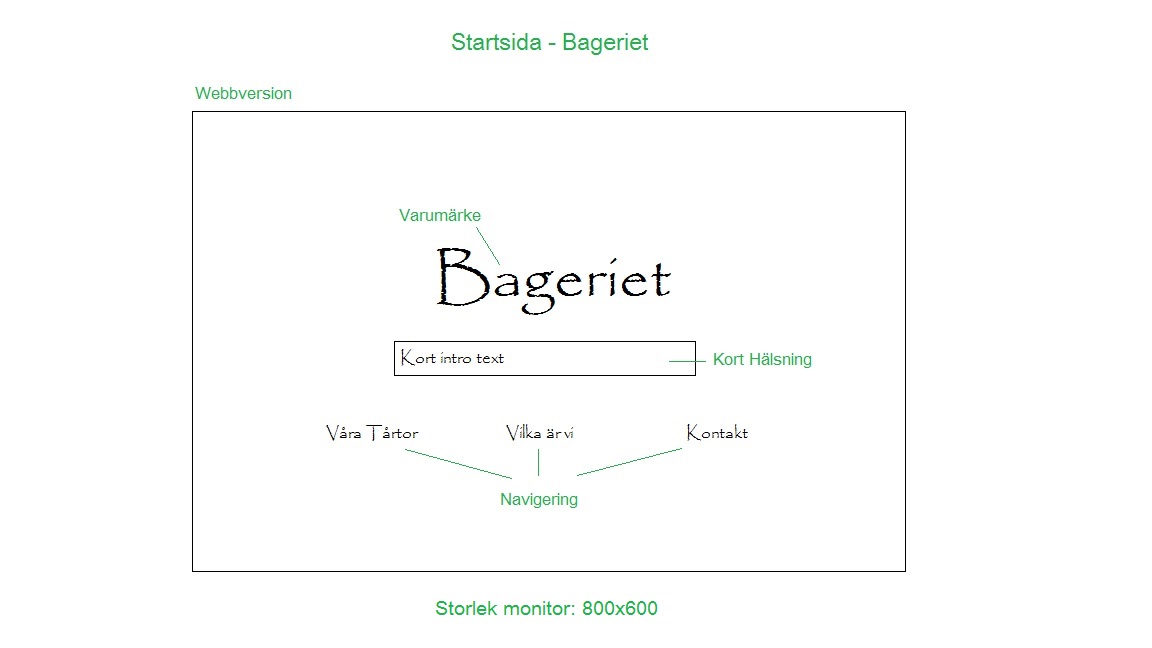 Startsida - Bageriet
Webbversion
Varumärke
Bageriet
Kort intro text
Kort Hälsning
Våra Tårtor
Vilka är vi
Kontakt
Navigering
Storlek monitor: 800x600